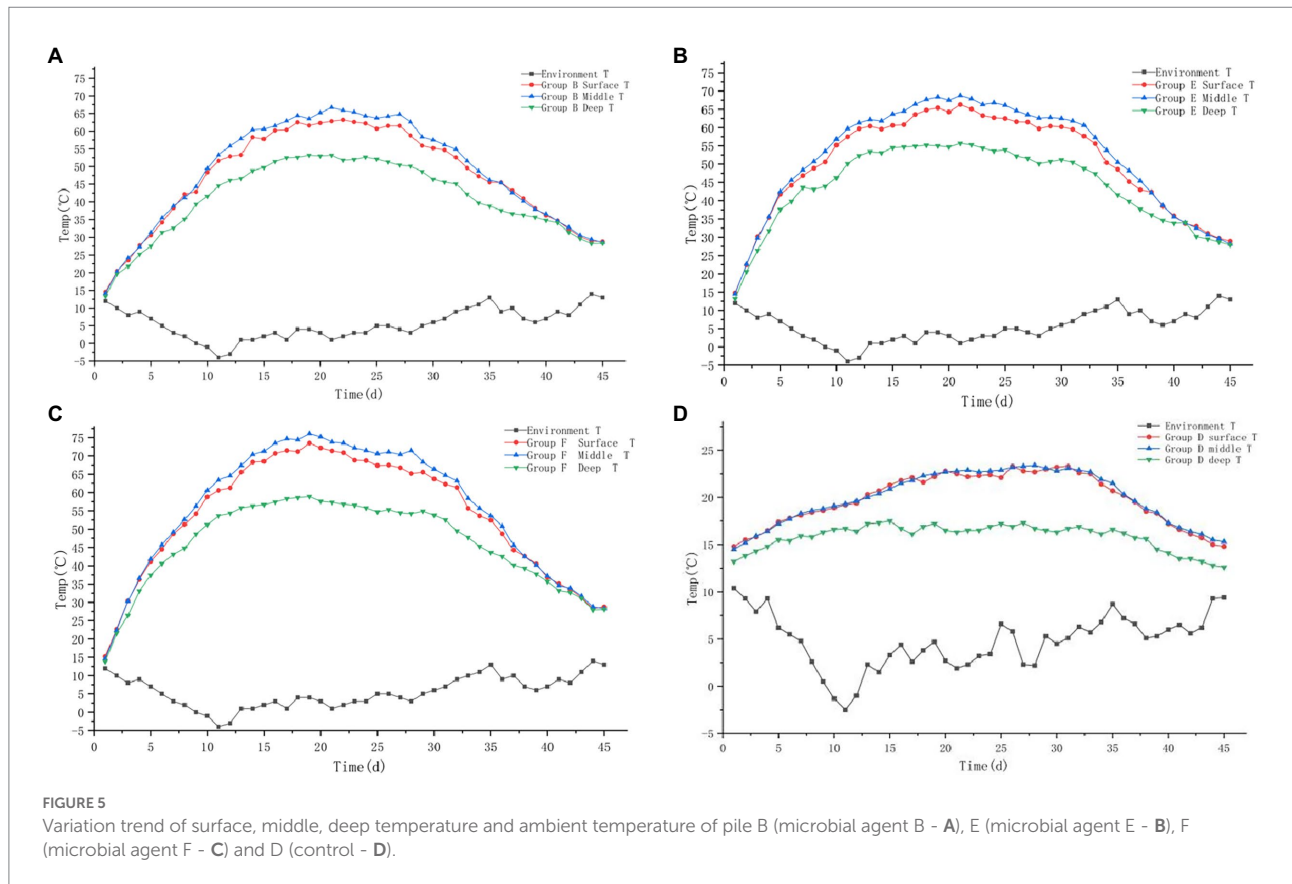 A
Temp(℃)
75
70
65
60
55
50
45
40
35
30
25
20
15
10
5
0
-5
0 5 10 15 20 25 30 35 40 45
Time(d)
Environment T
Group B Surface T
Group B Middle T
Group B Deep T
B
Temp(℃)
75
70
65
60
55
50
45
40
35
30
25
20
15
10
5
0
-5
0 5 10 15 20 25 30 35 40 45
Time(d)
Environment T
Group E Surface T
Group E Middle T
Group E Deep T
C
Temp(℃)
75
70
65
60
55
50
45
40
35
30
25
20
15
10
5
0
-5
0 5 10 15 20 25 30 35 40 45
Time(d)
Environment T
Group F Surface T
Group F Middle T
Group F Deep T
D
Temp(℃)
25
20
15
10
5
0
-5
0 5 10 15 20 25 30 35 40 45
Time(d)
Environment T
Group D surface T
Group D middle T
Group D deep T
FIGURE 5
Variation trend of surface, middle, deep temperature and ambient temperature of pile B (microbial agent B - A), E (microbial agent E - B), F
(microbial agent F - C) and D (control - D).